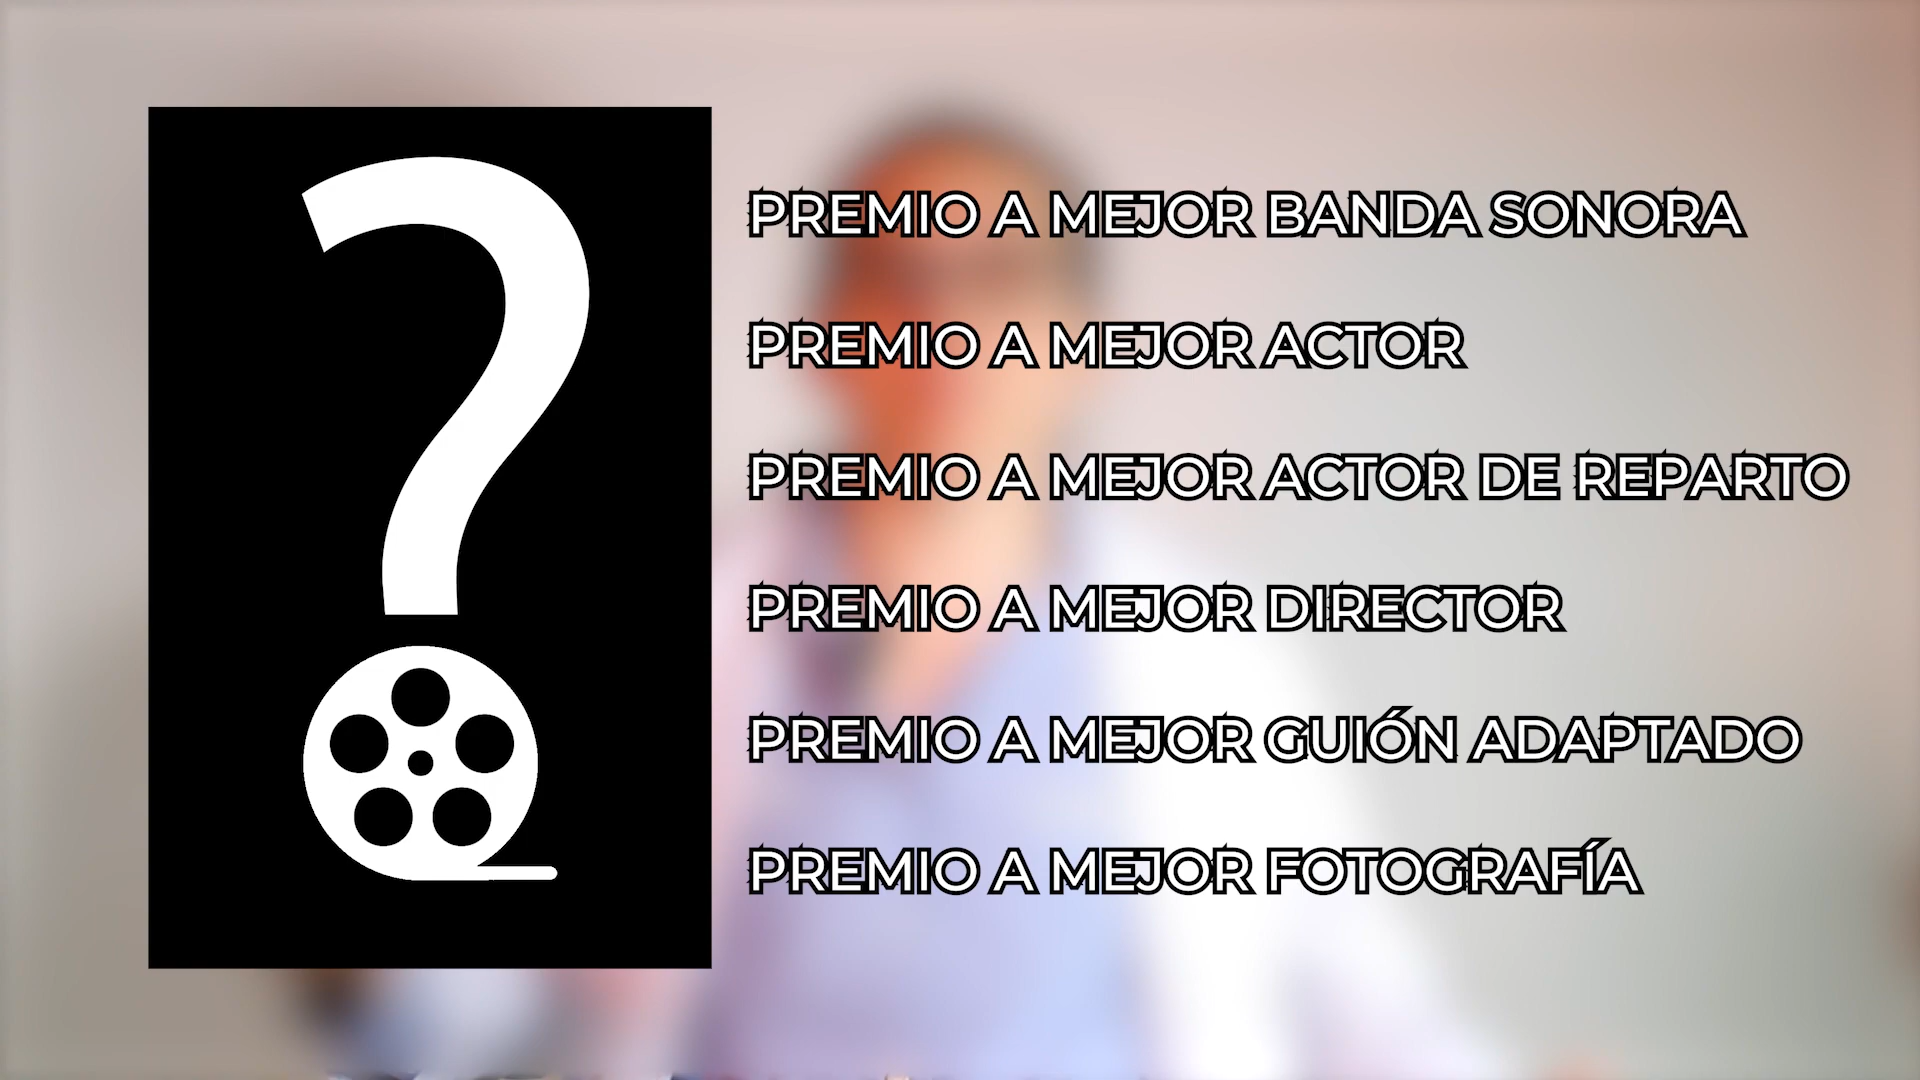 PREMIO A MEJOR BANDA SONORA
PREMIO A MEJOR ACTOR
PREMIO A MEJOR ACTOR DE REPARTO
PREMIO A MEJOR DIRECTOR
PREMIO A MEJOR GUIÓN ADAPTADO
PREMIO A MEJOR FOTOGRAFÍA